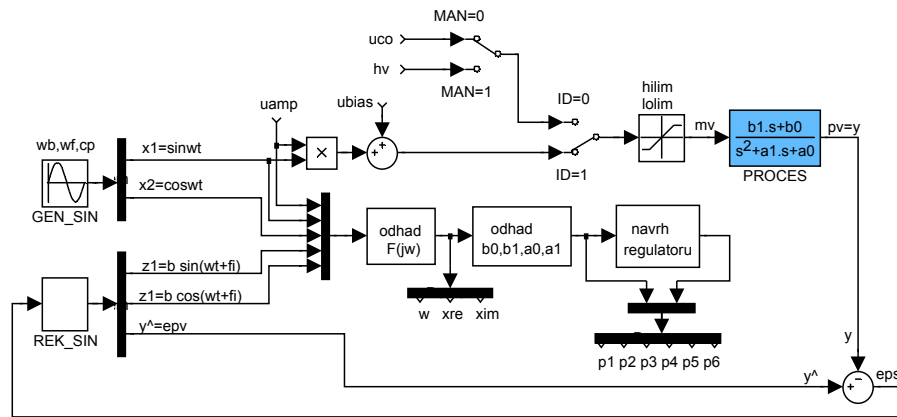 MAN=0
uco
hv
MAN=1
uamp
ubias
ID=0
ID=1
hilim
lolim
mv
b1.s+b0
s2+a1.s+a0
PROCES
pv=y
wb,wf,cp
GEN_SIN
x1=sinwt
x2=coswt
×
+
+
odhad
F(jw)
odhad
b0,b1,a0,a1
navrh
regulatoru
w xre xim
p1 p2 p3 p4 p5 p6
REK_SIN
z1=b sin(wt+fi)
z1=b cos(wt+fi)
y^=epv
y
y^
+
−
eps